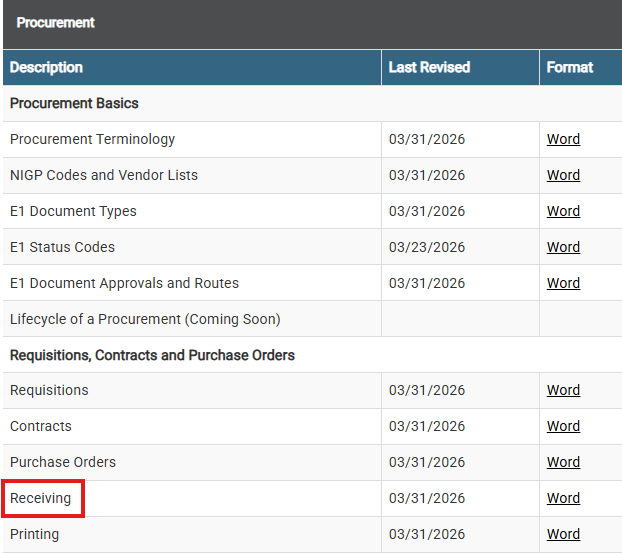 Procurement
Description Last Revised Format
Procurement Basics
Procurement Terminology 03/31/2026 Word
NIGP Codes and Vendor Lists 03/31/2026 Word
E1 Document Types 03/31/2026 Word
E1 Status Codes 03/23/2026 Word
E1 Document Approvals and Routes 03/31/2026 Word
Lifecycle of a Procurement (Coming Soon)
Requisitions, Contracts and Purchase Orders
Requisitions 03/31/2026 Word
Contracts 03/31/2026 Word
Purchase Orders 03/31/2026 Word
Receiving 03/31/2026 Word
Printing 03/31/2026 Word